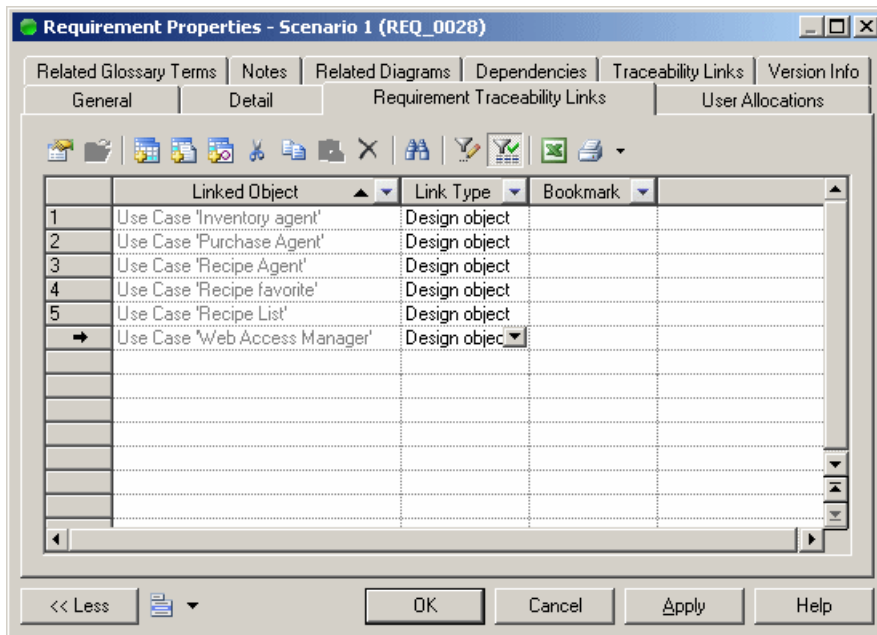 Requirement Properties - Scenario 1 (REQ_0028)
Related Glossary Terms Notes Related Diagrams Dependencies Traceability Links Version Info
General Detail Requirement Traceability Links User Allocations
Linked Object Link Type Bookmark
1 Use Case 'Inventory agent' Design object
2 Use Case 'Purchase Agent' Design object
3 Use Case 'Recipe Agent' Design object
4 Use Case 'Recipe favorite' Design object
5 Use Case 'Recipe List' Design object
Use Case 'Web Access Manager' Design objec
<< Less OK Cancel Apply Help